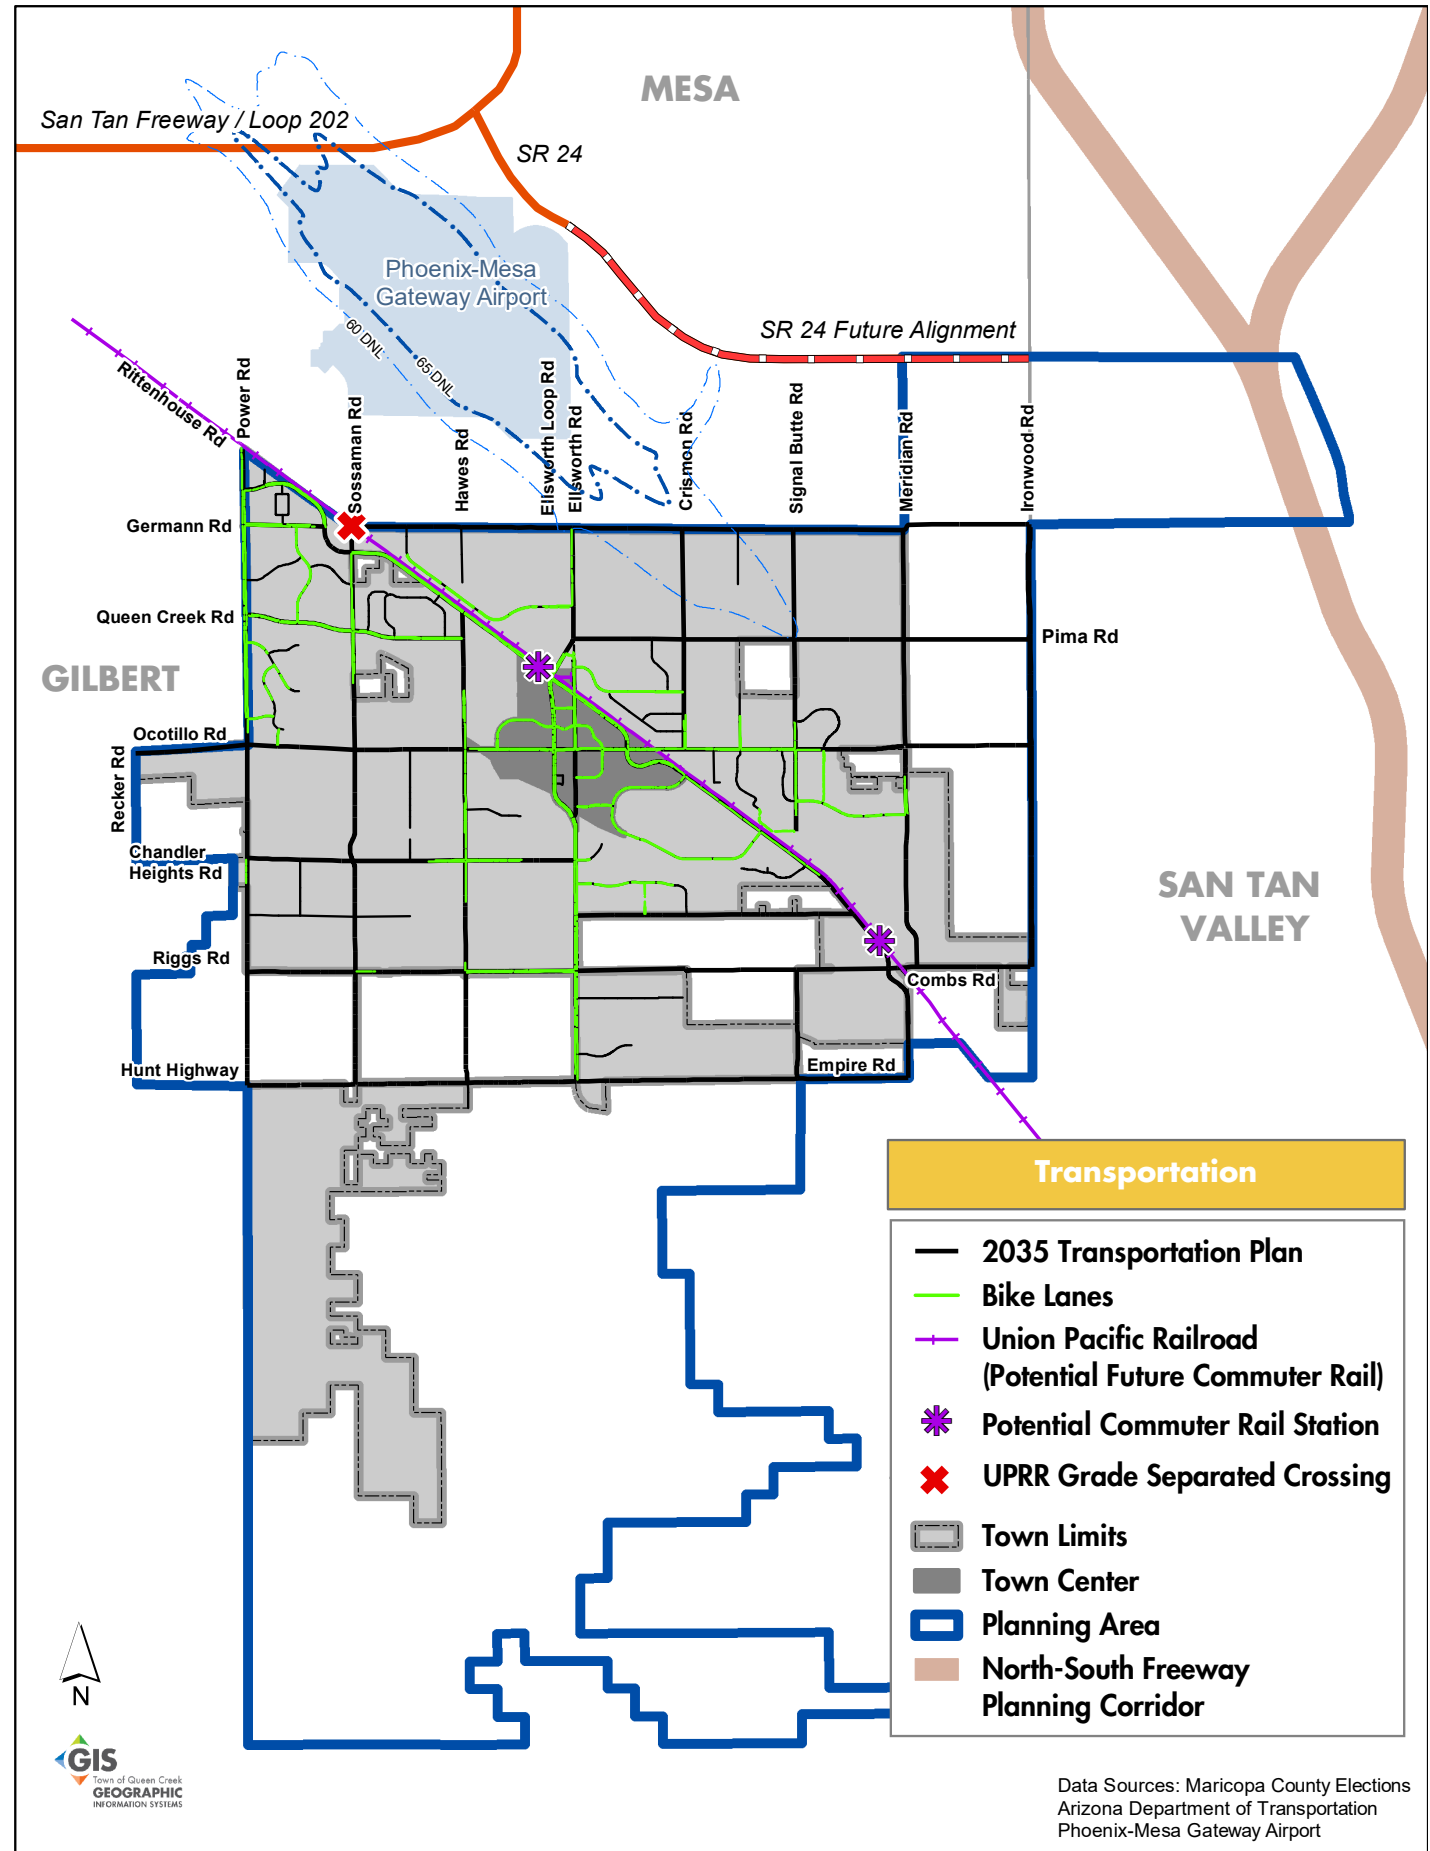 MESA
San Tan Freeway / Loop 202
SR 24
Phoenix-Mesa
Gateway Airport
SR 24 Future Alignment
60 DNL
65 DNL
Rittenhouse Rd
Power Rd
Sossaman Rd
Hawes Rd
Ellsworth Loop Rd
Ellsworth Rd
Crismon Rd
Signal Butte Rd
Meridian Rd
Ironwood Rd
Germann Rd
Queen Creek Rd
Pima Rd
GILBERT
Ocotillo Rd
Recker Rd
Chandler
Heights Rd
SAN TAN
VALLEY
Riggs Rd
Combs Rd
Hunt Highway
Empire Rd
Transportation
2035 Transportation Plan
Bike Lanes
Union Pacific Railroad
(Potential Future Commuter Rail)
Potential Commuter Rail Station
UPRR Grade Separated Crossing
Town Limits
Town Center
Planning Area
North-South Freeway
Planning Corridor
N
GIS
Town of Queen Creek
GEOGRAPHIC
INFORMATION SYSTEMS
Data Sources: Maricopa County Elections
Arizona Department of Transportation
Phoenix-Mesa Gateway Airport